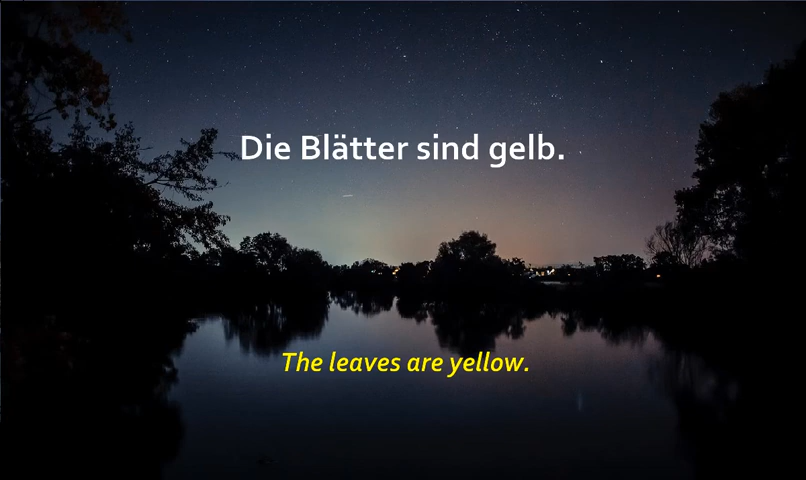 Die Blätter sind gelb.
The leaves are yellow.